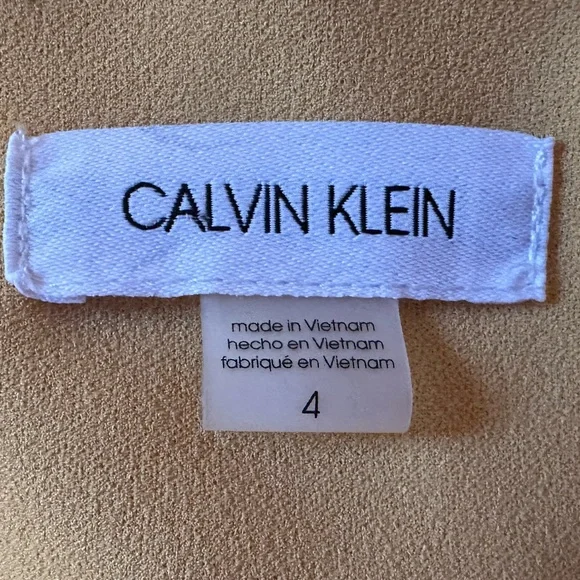 CALVIN KLEIN
made in Vietnam
hecho en Vietnam
fabriqué en Vietnam
4